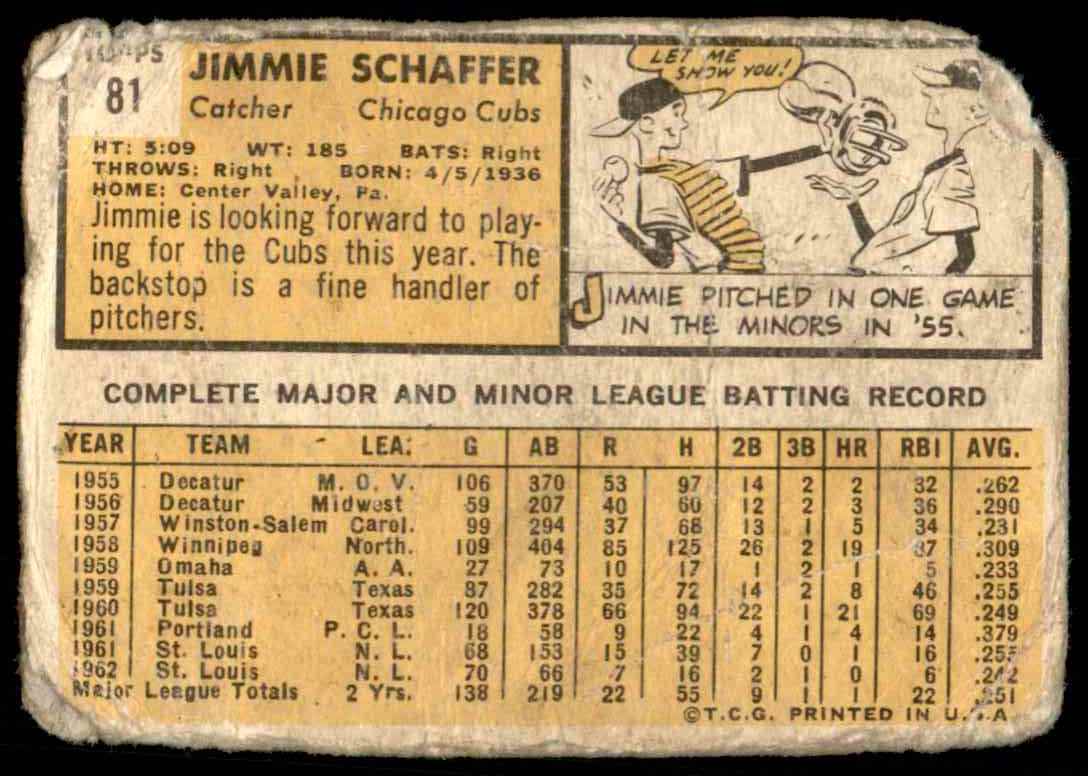 TOPPS
81
JIMMIE SCHAFFER
Catcher Chicago Cubs
HT: 5:09 WT: 185 BATS: Right
THROWS: Right BORN: 4/5/1936
HOME: Center Valley, Pa.
Jimmie is looking forward to play-
ing for the Cubs this year. The
backstop is a fine handler of
pitchers.
LET ME
SHOW YOU!
JIMMIE PITCHED IN ONE GAME
IN THE MINORS IN '55.
COMPLETE MAJOR AND MINOR LEAGUE BATTING RECORD
YEAR TEAM LEA. G AB R H 2B 3B HR RBI AVG.
1955 Decatur M. O. V. 106 370 53 97 14 2 2 32 .262
1956 Decatur Midwest 59 207 40 60 12 2 3 36 .290
1957 Winston-Salem Carol. 99 294 37 68 13 1 5 34 .231
1958 Winnipeg North. 109 404 85 125 26 2 19 87 .309
1959 Omaha A. A. 27 73 10 17 1 2 1 5 .233
1959 Tulsa Texas 87 282 35 72 14 2 8 46 .255
1960 Tulsa Texas 120 378 66 94 22 1 21 69 .249
1961 Portland P. C. L. 18 58 9 22 4 1 4 14 .379
1961 St. Louis N. L. 68 153 15 39 7 0 1 16 .255
1962 St. Louis N. L. 70 66 7 16 2 1 0 6 .242
Major League Totals 2 Yrs. 138 219 22 55 9 1 1 22 .251
©T.C.G. PRINTED IN U.S.A